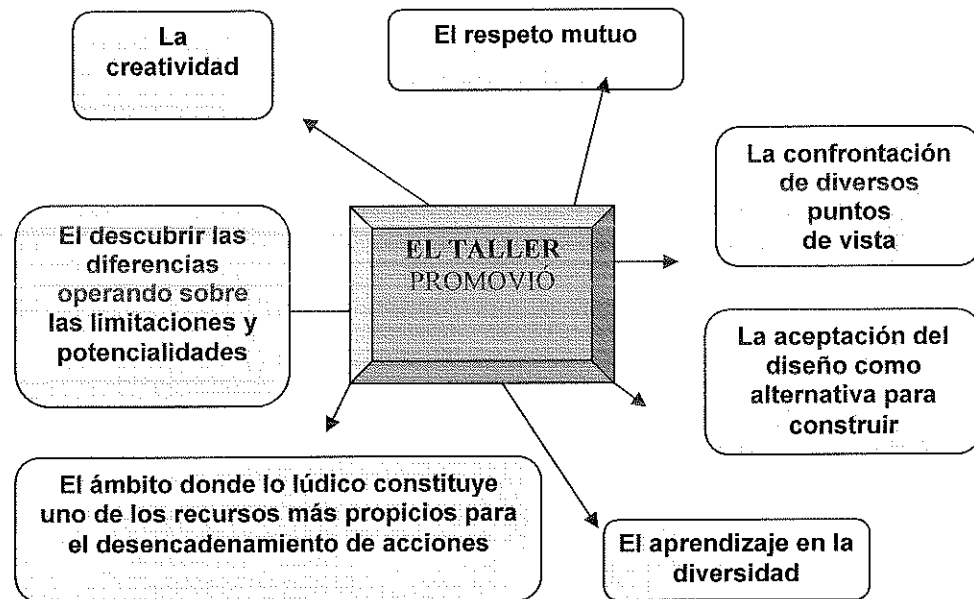 La
creatividad
El respeto mutuo
La confrontación
de diversos
puntos
de vista
EL TALLER
PROMOVIÓ
El descubrir las
diferencias
operando sobre
las limitaciones y
potencialidades
La aceptación del
diseño como
alternativa para
construir
El ámbito donde lo lúdico constituye
uno de los recursos más propicios para
el desencadenamiento de acciones
El aprendizaje en la
diversidad